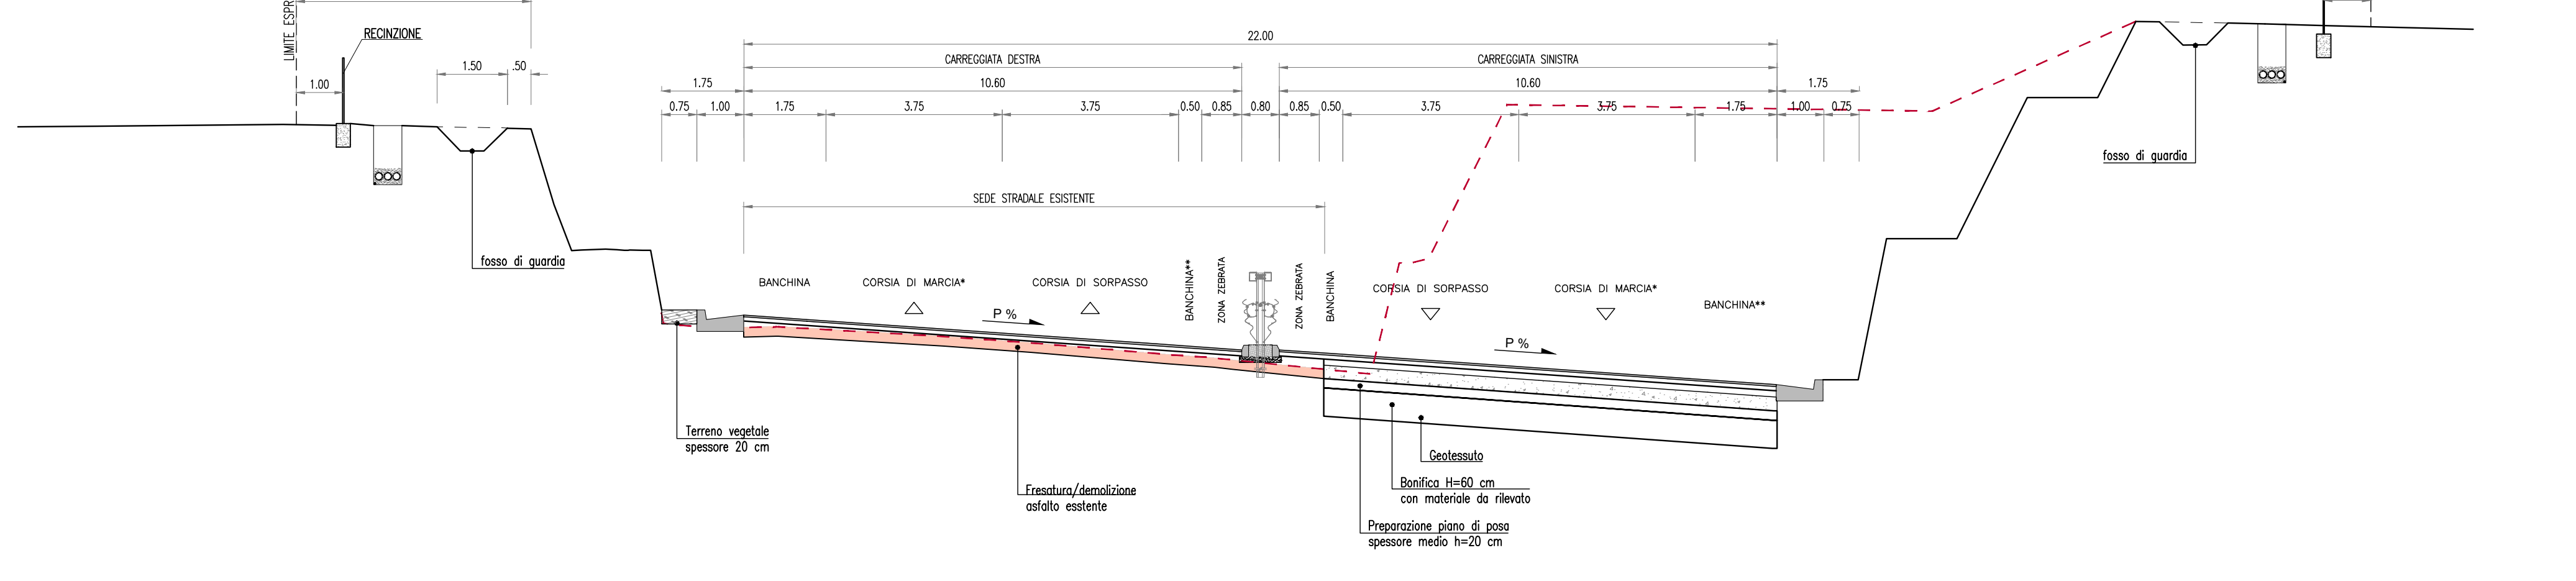 LIMITE ESPR
RECINZIONE
1.00
1.50
.50
fosso di guardia
22.00
CARREGGIATA DESTRA
CARREGGIATA SINISTRA
1.75
10.60
10.60
1.75
0.75
1.00
1.75
3.75
3.75
0.50
0.85
0.80
0.85
0.50
3.75
3.75
1.75
1.00
0.75
fosso di guardia
SEDE STRADALE ESISTENTE
BANCHINA
CORSIA DI MARCIA*
CORSIA DI SORPASSO
BANCHINA**
ZONA ZEBRATA
ZONA ZEBRATA
BANCHINA
CORSIA DI SORPASSO
CORSIA DI MARCIA*
BANCHINA**
P %
P %
Terreno vegetale
spessore 20 cm
Fresatura/demolizione
asfalto esstente
Geotessuto
Bonifica H=60 cm
con materiale da rilevato
Preparazione piano di posa
spessore medio h=20 cm